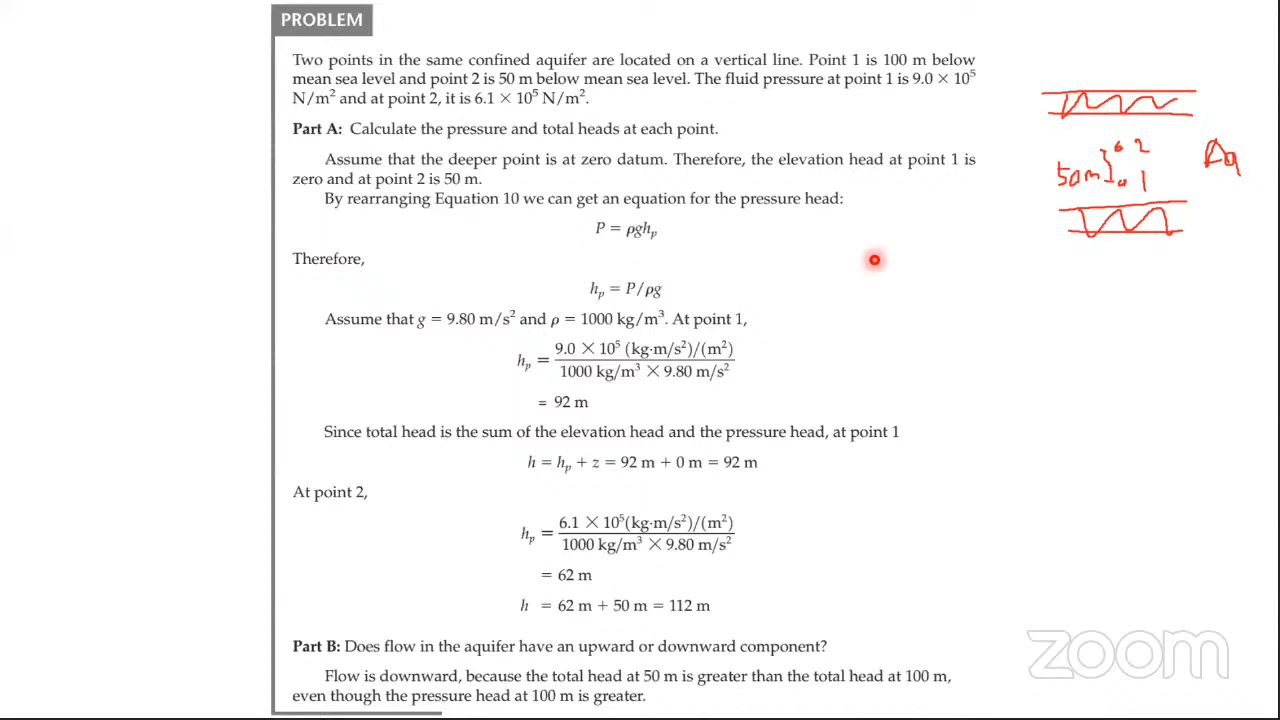 PROBLEM
Two points in the same confined aquifer are located on a vertical line. Point 1 is 100 m below
mean sea level and point 2 is 50 m below mean sea level. The fluid pressure at point 1 is 9.0 × 10⁵
N/m² and at point 2, it is 6.1 × 10⁵ N/m².
Part A: Calculate the pressure and total heads at each point.
Assume that the deeper point is at zero datum. Therefore, the elevation head at point 1 is
zero and at point 2 is 50 m.
By rearranging Equation 10 we can get an equation for the pressure head:
P = ρghₚ
Therefore,
hₚ = P/ρg
Assume that g = 9.80 m/s² and ρ = 1000 kg/m³. At point 1,
hₚ = 9.0 × 10⁵ (kg·m/s²)/(m²)
1000 kg/m³ × 9.80 m/s²
= 92 m
Since total head is the sum of the elevation head and the pressure head, at point 1
h = hₚ + z = 92 m + 0 m = 92 m
At point 2,
hₚ = 6.1 × 10⁵(kg·m/s²)/(m²)
1000 kg/m³ × 9.80 m/s²
= 62 m
h = 62 m + 50 m = 112 m
Part B: Does flow in the aquifer have an upward or downward component?
Flow is downward, because the total head at 50 m is greater than the total head at 100 m,
even though the pressure head at 100 m is greater.
2
50m
1
Aq
zoom